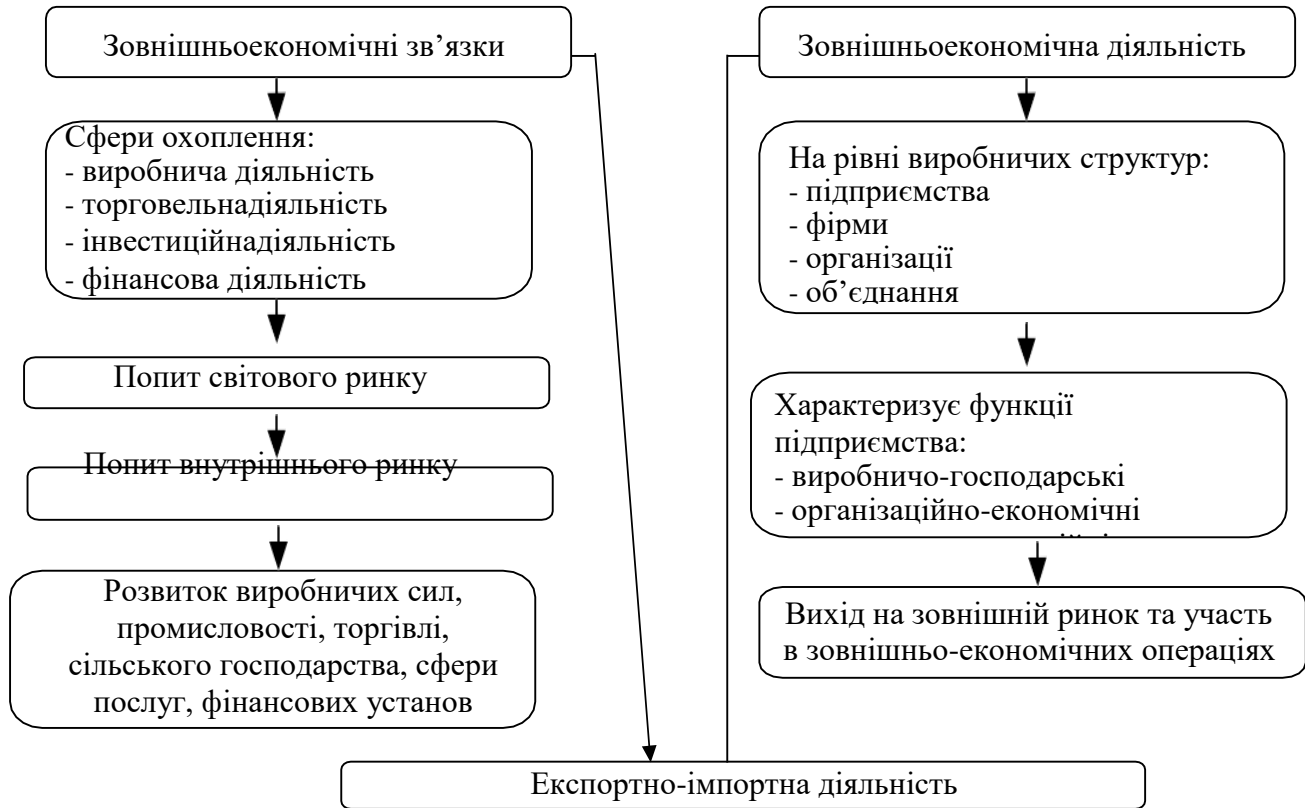 Зовнішньоекономічні зв’язки
Сфери охоплення:
- виробнича діяльність
- торговельнадіяльність
- інвестиційнадіяльність
- фінансова діяльність
Попит світового ринку
Попит внутрішнього ринку
Розвиток виробничих сил,
промисловості, торгівлі,
сільського господарства, сфери
послуг, фінансових установ
Зовнішньоекономічна діяльність
На рівні виробничих структур:
- підприємства
- фірми
- організації
- об’єднання
Характеризує функції
підприємства:
- виробничо-господарські
- організаційно-економічні
Вихід на зовнішній ринок та участь
в зовнішньо-економічних операціях
Експортно-імпортна діяльність